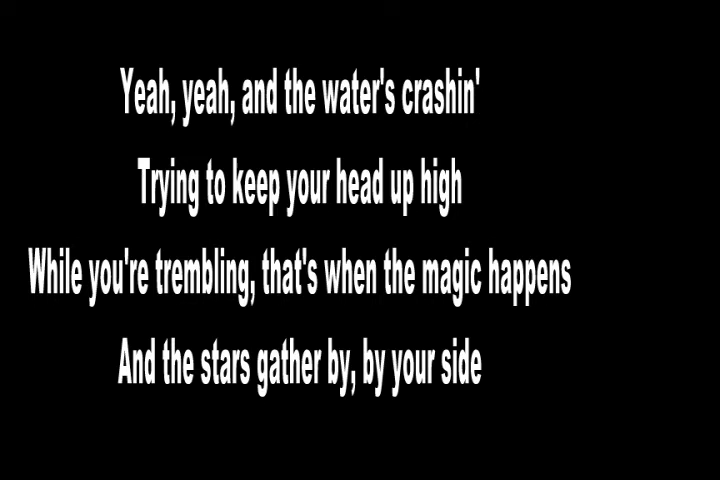 Yeah, yeah, and the water's crashin'
Trying to keep your head up high
While you're trembling, that's when the magic happens
And the stars gather by, by your side